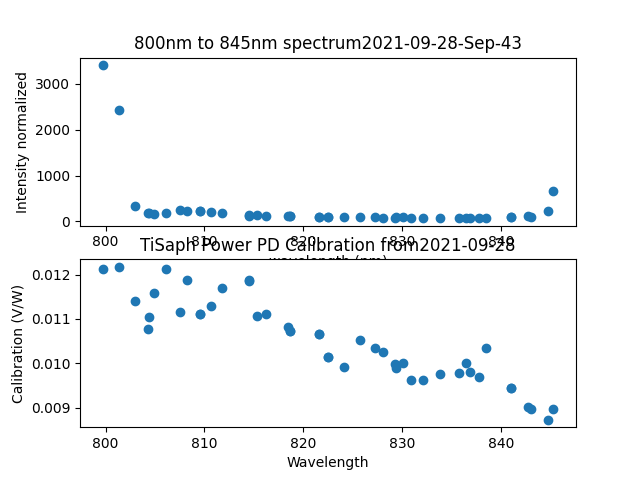 800nm to 845nm spectrum2021-09-28-Sep-43
Intensity normalized
3000
2000
1000
0
800 810 820 830 840
wavelength (nm)
TiSaph Power PD Calibration from2021-09-28
Calibration (V/W)
0.012
0.011
0.010
0.009
800 810 820 830 840
Wavelength